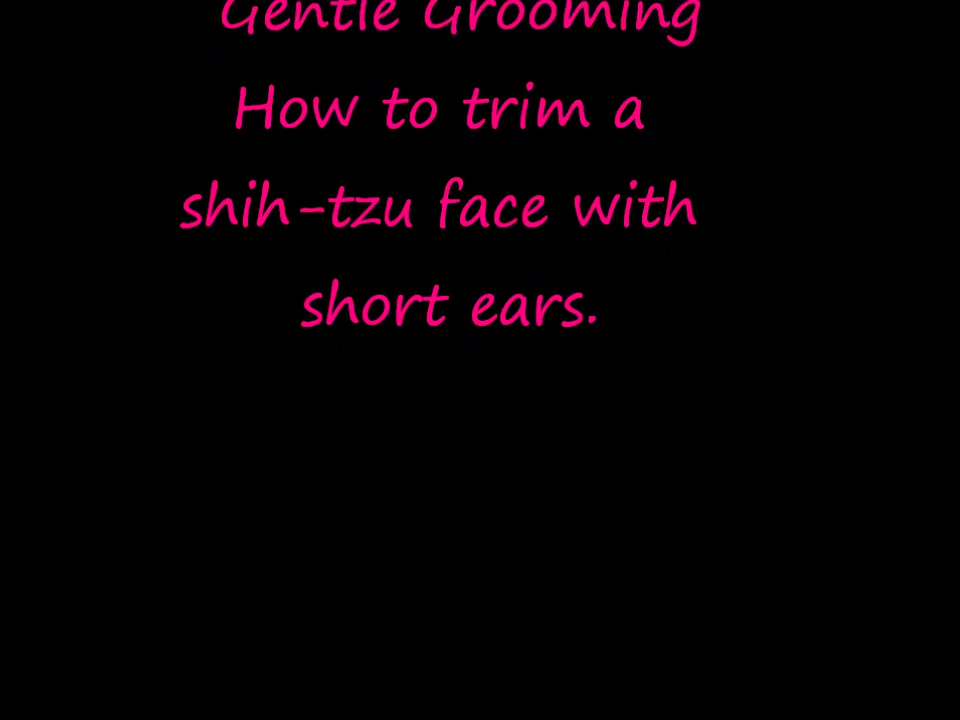 Gentle Grooming
How to trim a
shih-tzu face with
short ears.